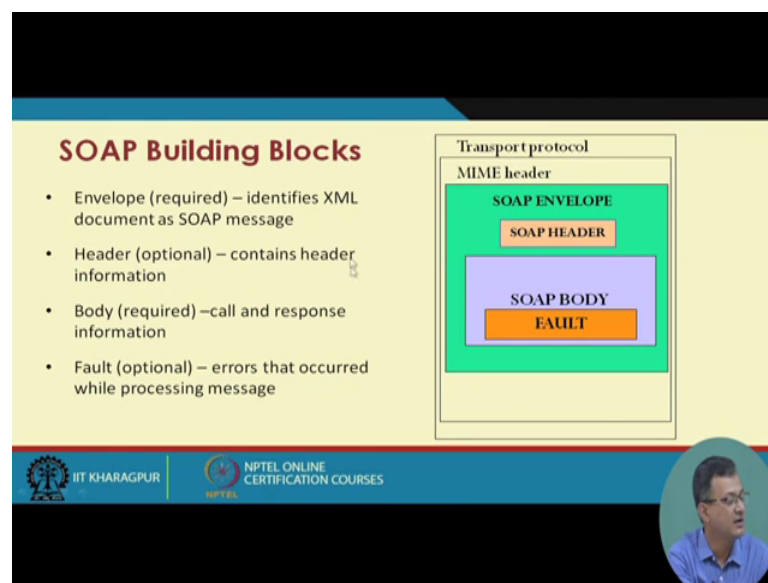 SOAP Building Blocks
• Envelope (required) – identifies XML
document as SOAP message
• Header (optional) – contains header
information
• Body (required) –call and response
information
• Fault (optional) – errors that occurred
while processing message
Transport protocol
MIME header
SOAP ENVELOPE
SOAP HEADER
SOAP BODY
FAULT
IIT KHARAGPUR
NPTEL
NPTEL ONLINE
CERTIFICATION COURSES